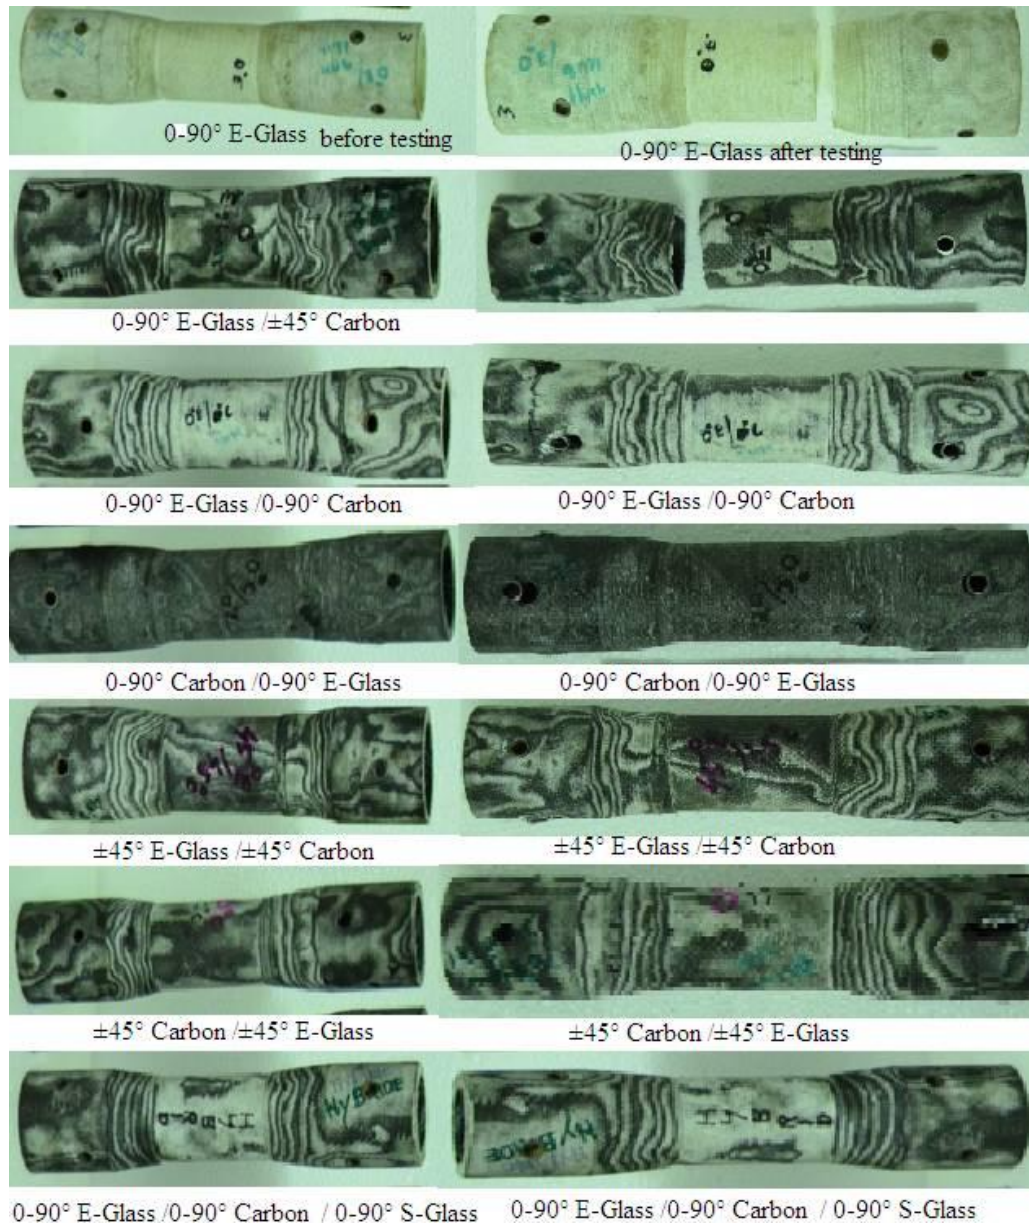 0-90° E-Glass before testing
0-90° E-Glass after testing
0-90° E-Glass /±45° Carbon
0-90° E-Glass /0-90° Carbon
0-90° E-Glass /0-90° Carbon
0-90° Carbon /0-90° E-Glass
0-90° Carbon /0-90° E-Glass
±45° E-Glass /±45° Carbon
±45° E-Glass /±45° Carbon
±45° Carbon /±45° E-Glass
±45° Carbon /±45° E-Glass
0-90° E-Glass /0-90° Carbon / 0-90° S-Glass
0-90° E-Glass /0-90° Carbon / 0-90° S-Glass